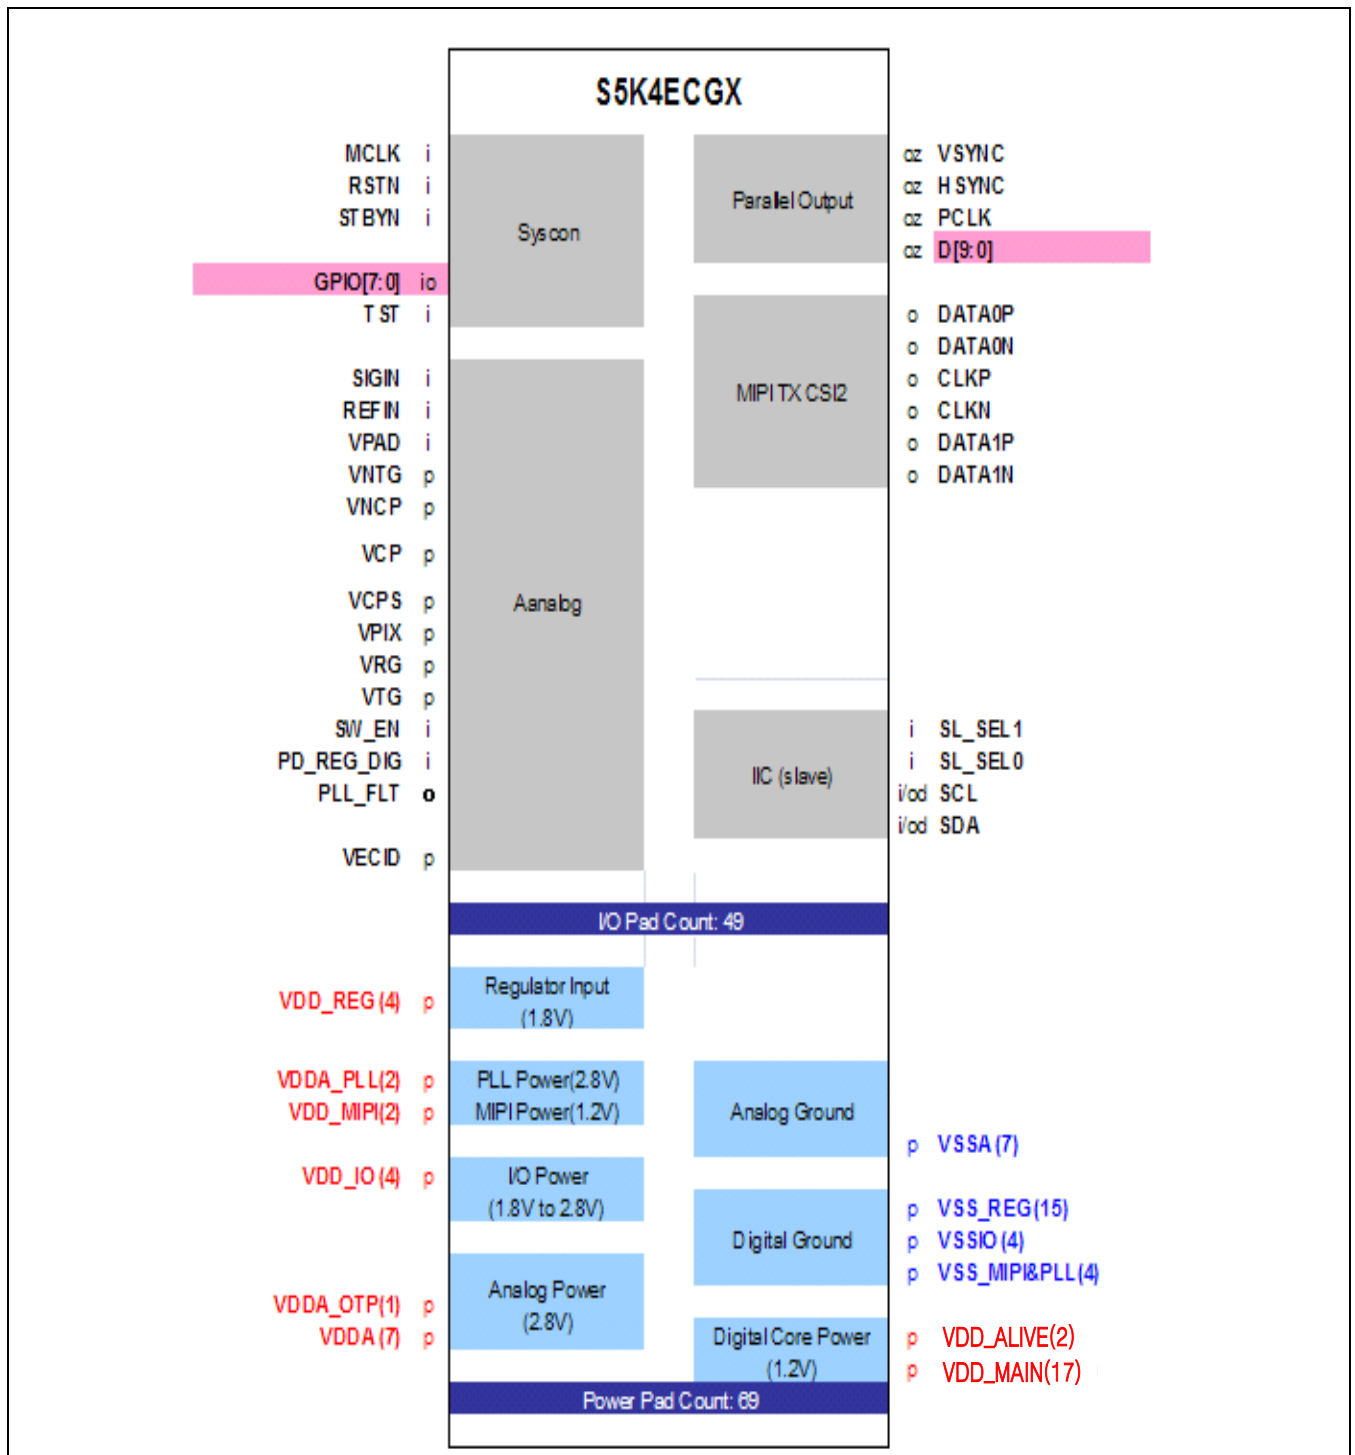 S5K4ECGX
MCLK i
RSTN i
STBYN i
GPIO[7:0] io
TST i
Syscon
SIGIN i
REFIN i
VPAD i
VNTG p
VNCP p
VCP p
VCPS p
VPIX p
VRG p
VTG p
SW_EN i
PD_REG_DIG i
PLL_FLT o
VECID p
Aanalog
Parallel Output
oz VSYNC
oz HSYNC
oz PCLK
oz D[9:0]
MIPI TX CSI2
o DATA0P
o DATA0N
o CLKP
o CLKN
o DATA1P
o DATA1N
IIC (slave)
i SL_SEL1
i SL_SEL0
i/od SCL
i/od SDA
I/O Pad Count: 49
VDD_REG(4) p
Regulator Input
(1.8V)
VDDA_PLL(2) p
PLL Power(2.8V)
VDD_MIPI(2) p
MIPI Power(1.2V)
VDD_IO(4) p
I/O Power
(1.8V to 2.8V)
VDDA_OTP(1) p
VDDA(7) p
Analog Power
(2.8V)
Analog Ground
p VSSA(7)
Digital Ground
p VSS_REG(15)
p VSSIO(4)
p VSS_MIPI&PLL(4)
Digital Core Power
(1.2V)
p VDD_ALIVE(2)
p VDD_MAIN(17)
Power Pad Count: 69